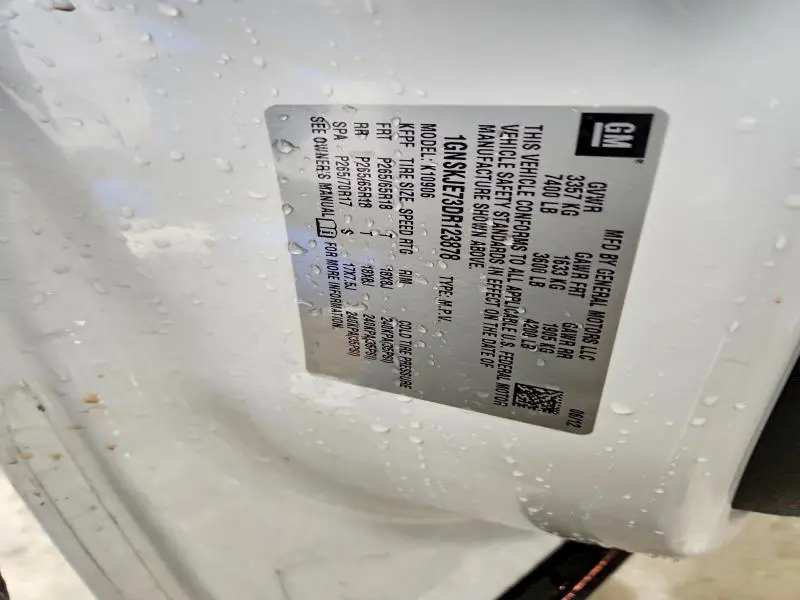 GM®
MFD BY GENERAL MOTORS LLC 06/12
GVWR GAWR FRT GAWR RR
3357 KG 1633 KG 1905 KG
7400 LB 3600 LB 4200 LB
THIS VEHICLE CONFORMS TO ALL APPLICABLE U.S. FEDERAL MOTOR
VEHICLE SAFETY STANDARDS IN EFFECT ON THE DATE OF
MANUFACTURE SHOWN ABOVE.
1GNSKJE73DR123878 TYPE: M.P.V.
MODEL: K10906
KFPF TIRE SIZE SPEED RTG RIM COLD TIRE PRESSURE
FRT P265/65R18 T 18X8J 240KPA(35PSI)
RR P265/65R18 T 18X8J 240KPA(35PSI)
SPA P265/70R17 S 17X7.5J 240KPA(35PSI)
SEE OWNER'S MANUAL FOR MORE INFORMATION.